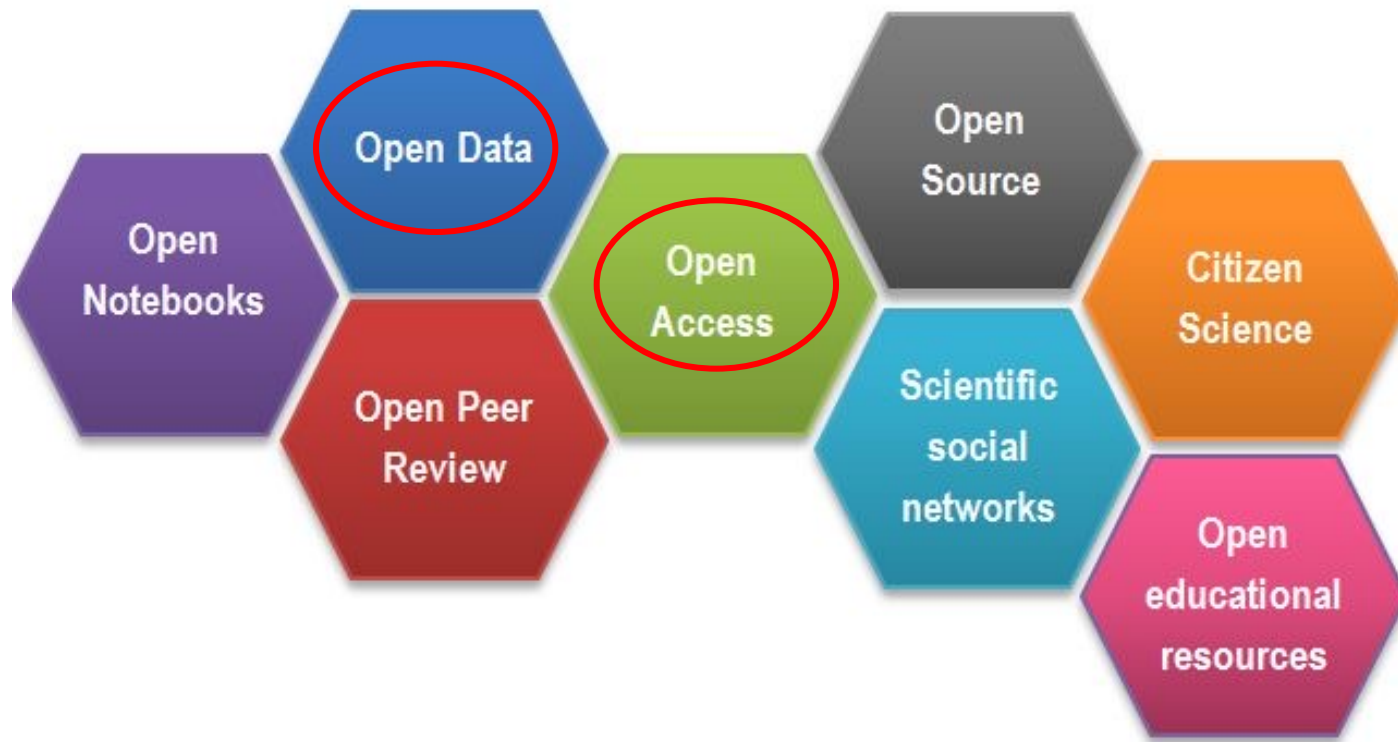 Open Notebooks
Open Data
Open Peer
Review
Open
Access
Open
Source
Scientific
social
networks
Citizen
Science
Open
educational
resources